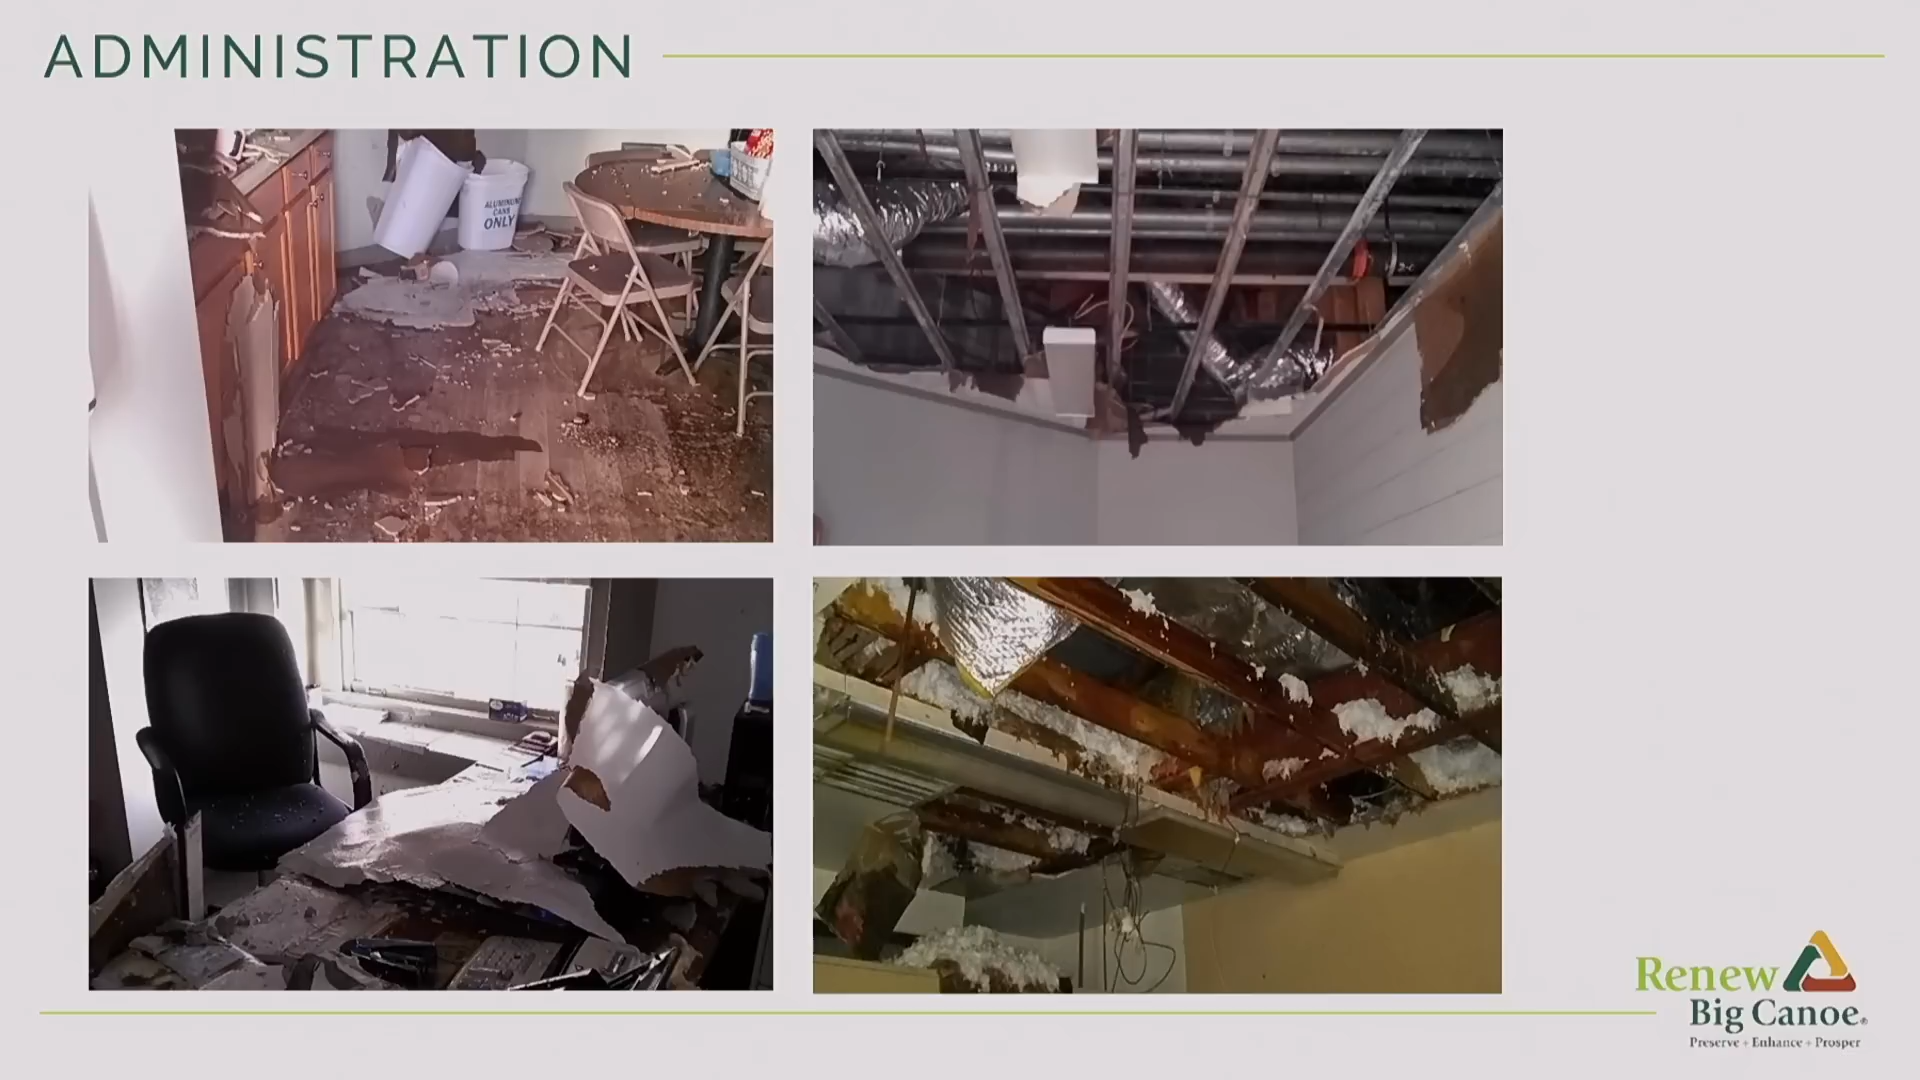 ADMINISTRATION
ALUMINUM
CANS
ONLY
Renew
Big Canoe®
Preserve + Enhance + Prosper